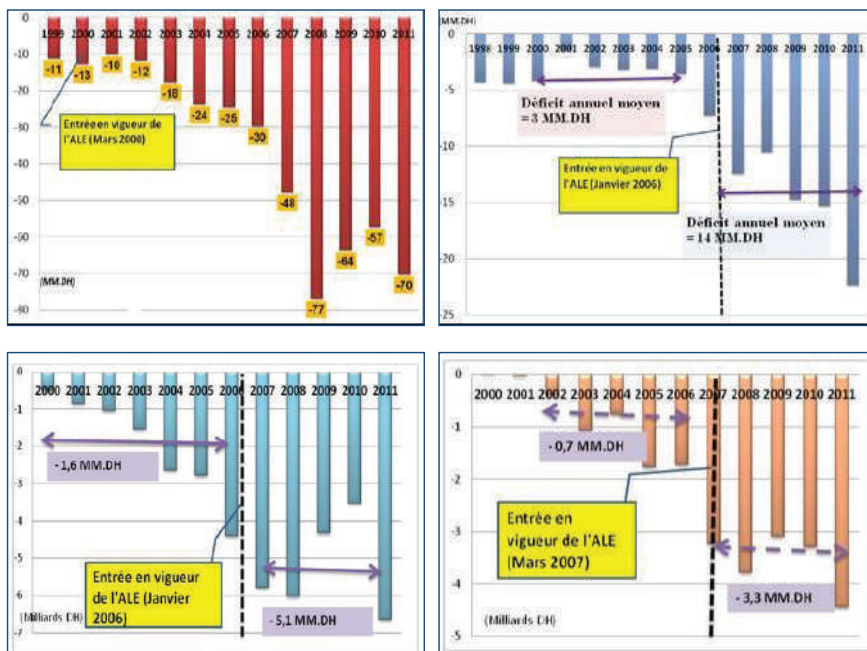 -0
1999 2000 2001 2002 2003 2004 2005 2006 2007 2008 2009 2010 2011
-11
-13
-10
-12
-18
-24
-25
-30
-48
-77
-64
-57
-70
-10
-20
-30
-40
-50
-60
-70
-80
Entrée en vigueur de
l'ALE (Mars 2000)
(MM.DH)
(MM.DH)
0
1998 1999 2000 2001 2002 2003 2004 2005 2006 2007 2008 2009 2010 2011
-5
-10
-15
-20
-25
Déficit annuel moyen
= 3 MM.DH
Entrée en vigueur de
l'ALE (Janvier 2006)
Déficit annuel moyen
= 14 MM.DH
0
2000 2001 2002 2003 2004 2005 2006 2007 2008 2009 2010 2011
-1
-2
-3
-4
-5
-6
-7
- 1,6 MM.DH
Entrée en vigueur
de l'ALE (Janvier
2006)
- 5,1 MM.DH
(Milliards DH)
0
2000 2001 2002 2003 2004 2005 2006 2007 2008 2009 2010 2011
-1
-2
-3
-4
-5
- 0,7 MM.DH
Entrée en
vigueur de l'ALE
(Mars 2007)
- 3,3 MM.DH
(Milliards DH)